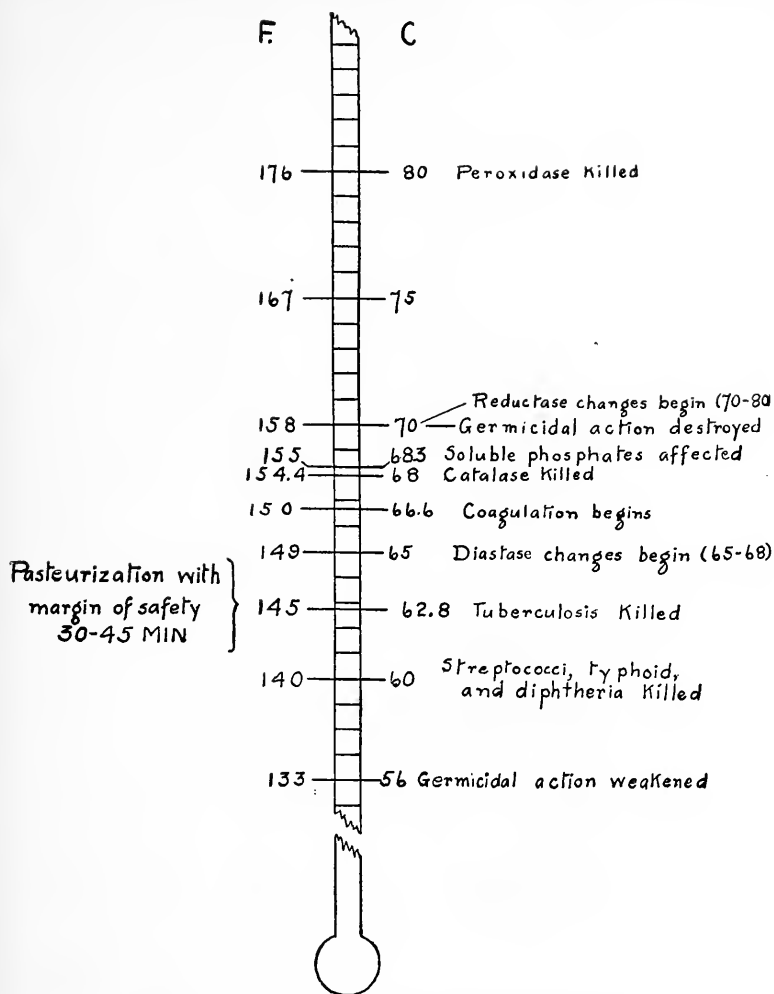 F. C
176 80 Peroxidase Killed
167 75
Reductase changes begin (70-80
158 70 Germicidal action destroyed
155 683 Soluble phosphates affected
154.4 68 Catalase Killed
150 66.6 Coagulation begins
149 65 Diastase changes begin (65-68)
Pasteurization with
margin of safety
30-45 MIN
145 62.8 Tuberculosis Killed
140 60 Streptococci, typhoid,
and diphtheria Killed
133 56 Germicidal action weakened